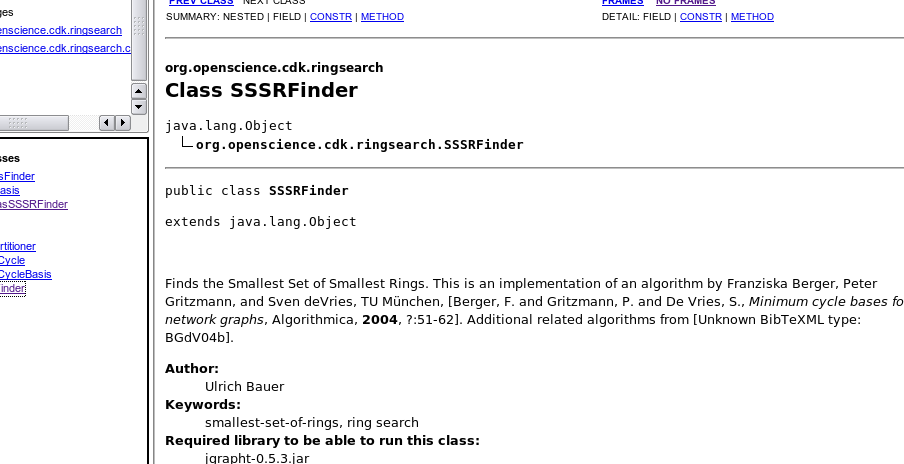 ges
enscience.cdk.ringsearch
enscience.cdk.ringsearch.c
sses
sFinder
asis
asSSSRFinder
rtitioner
Cycle
CycleBasis
inder
PREV CLASS NEXT CLASS
FRAMES NO FRAMES
SUMMARY: NESTED | FIELD | CONSTR | METHOD
DETAIL: FIELD | CONSTR | METHOD
org.openscience.cdk.ringsearch
Class SSSRFinder
java.lang.Object
org.openscience.cdk.ringsearch.SSSRFinder
public class SSSRFinder
extends java.lang.Object
Finds the Smallest Set of Smallest Rings. This is an implementation of an algorithm by Franziska Berger, Peter
Gritzmann, and Sven deVries, TU München, [Berger, F. and Gritzmann, P. and De Vries, S., Minimum cycle bases fo
network graphs, Algorithmica, 2004, ?:51-62]. Additional related algorithms from [Unknown BibTeXML type:
BGdV04b].
Author:
Ulrich Bauer
Keywords:
smallest-set-of-rings, ring search
Required library to be able to run this class:
jgrapht-0.5.3.jar